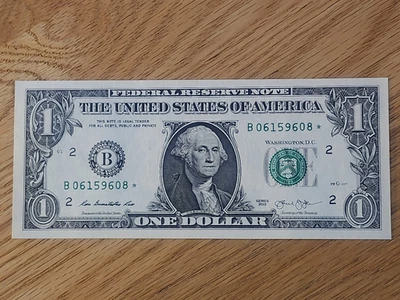 FEDERAL RESERVE NOTE
THE UNITED STATES OF AMERICA
1
1
THIS NOTE IS LEGAL TENDER
FOR ALL DEBTS, PUBLIC AND PRIVATE
B 06159608 *
2
WASHINGTON, D.C.
2
B
ONE
B 06159608 *
2
2
SERIES
2013
1
ONE DOLLAR
1